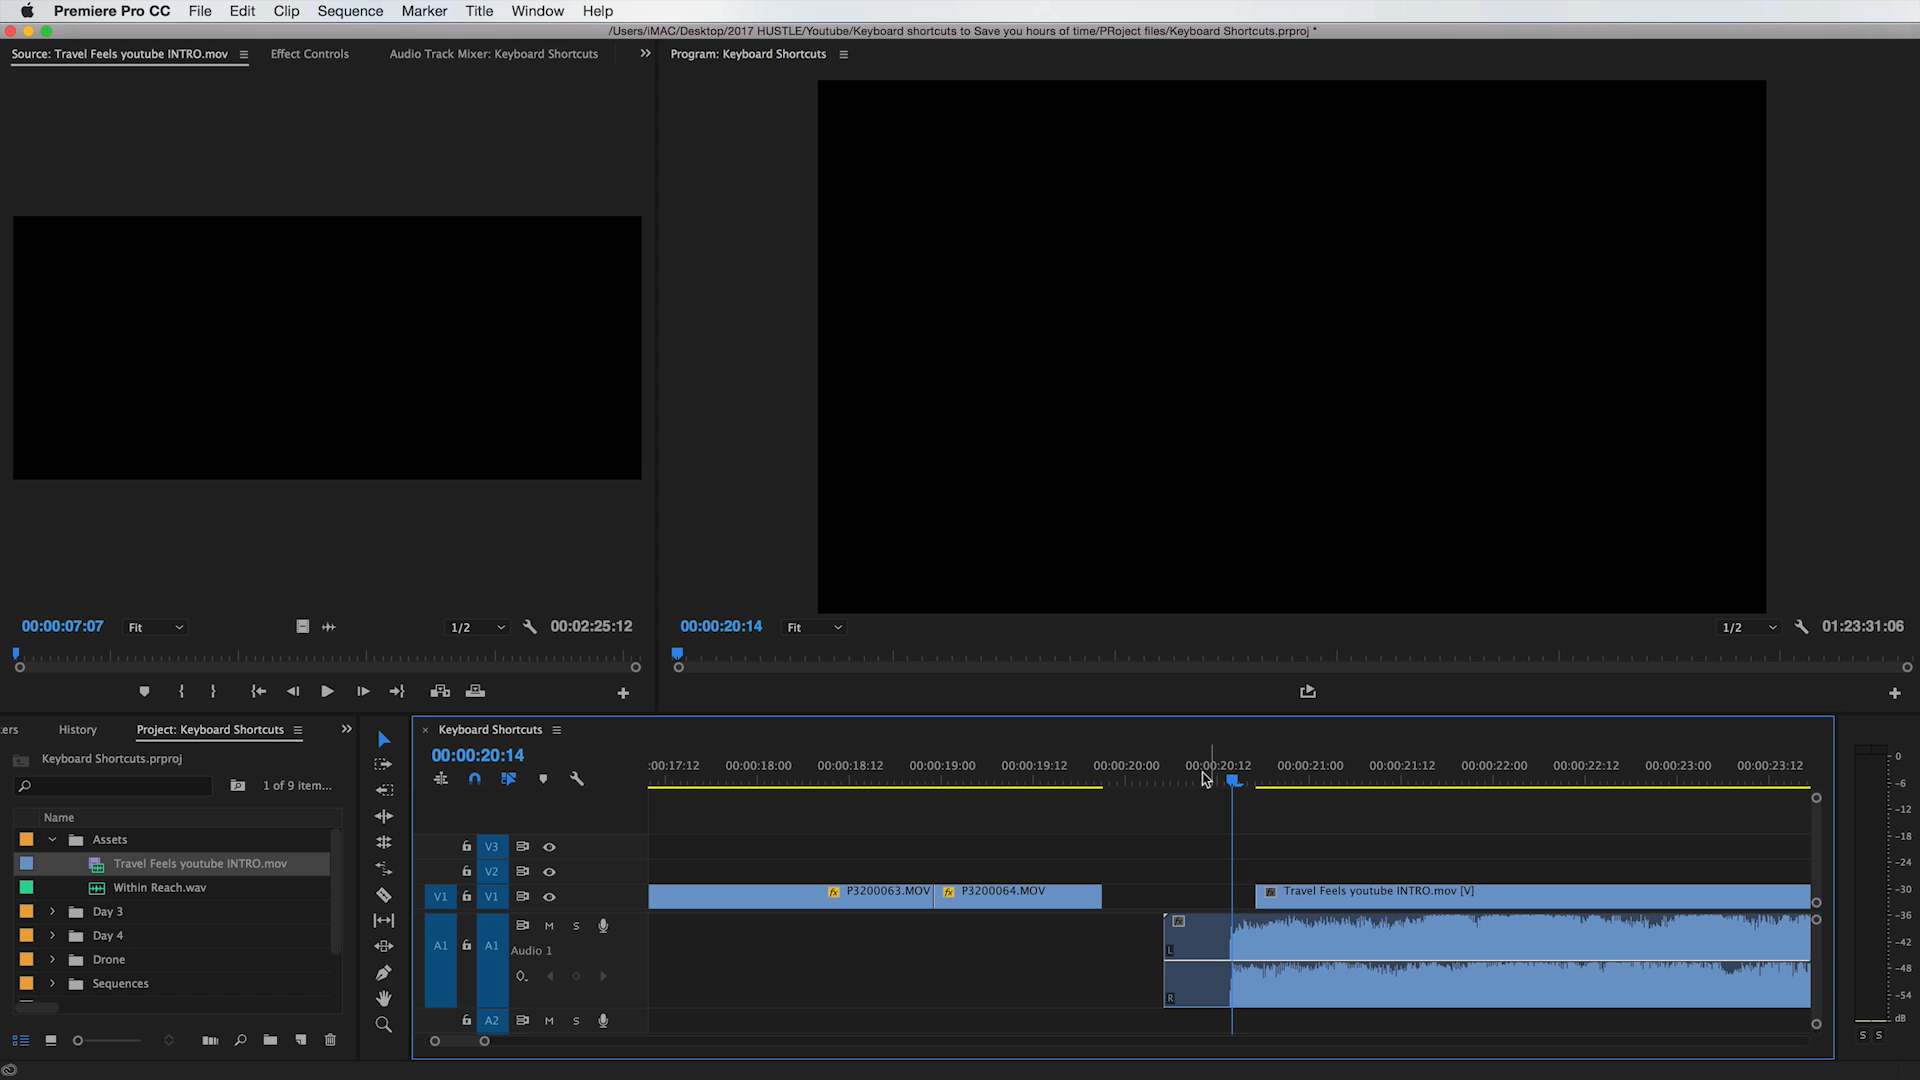 Premiere Pro CC File Edit Clip Sequence Marker Title Window Help
/Users/iMAC/Desktop/2017 HUSTLE/Youtube/Keyboard shortcuts to Save you hours of time/PRoject files/Keyboard Shortcuts.prproj *
Source: Travel Feels youtube INTRO.mov Effect Controls Audio Track Mixer: Keyboard Shortcuts
Program: Keyboard Shortcuts
00:00:07:07 Fit 1/2 00:02:25:12
00:00:20:14 Fit 1/2 01:23:31:06
ers History Project: Keyboard Shortcuts
Keyboard Shortcuts.prproj
1 of 9 item...
Name
Assets
Travel Feels youtube INTRO.mov
Within Reach.wav
Day 3
Day 4
Drone
Sequences
Keyboard Shortcuts
00:00:20:14
:00:17:12 00:00:18:00 00:00:18:12 00:00:19:00 00:00:19:12 00:00:20:00 00:00:20:12 00:00:21:00 00:00:21:12 00:00:22:00 00:00:22:12 00:00:23:00 00:00:23:12
V3
V2
V1 V1 fx P3200063.MOV fx P3200064.MOV fx Travel Feels youtube INTRO.mov [V]
M S fx
A1 A1 Audio 1 L
R
A2 M S
0
-6
-12
-18
-24
-30
-36
-42
-48
-54
dB
S S